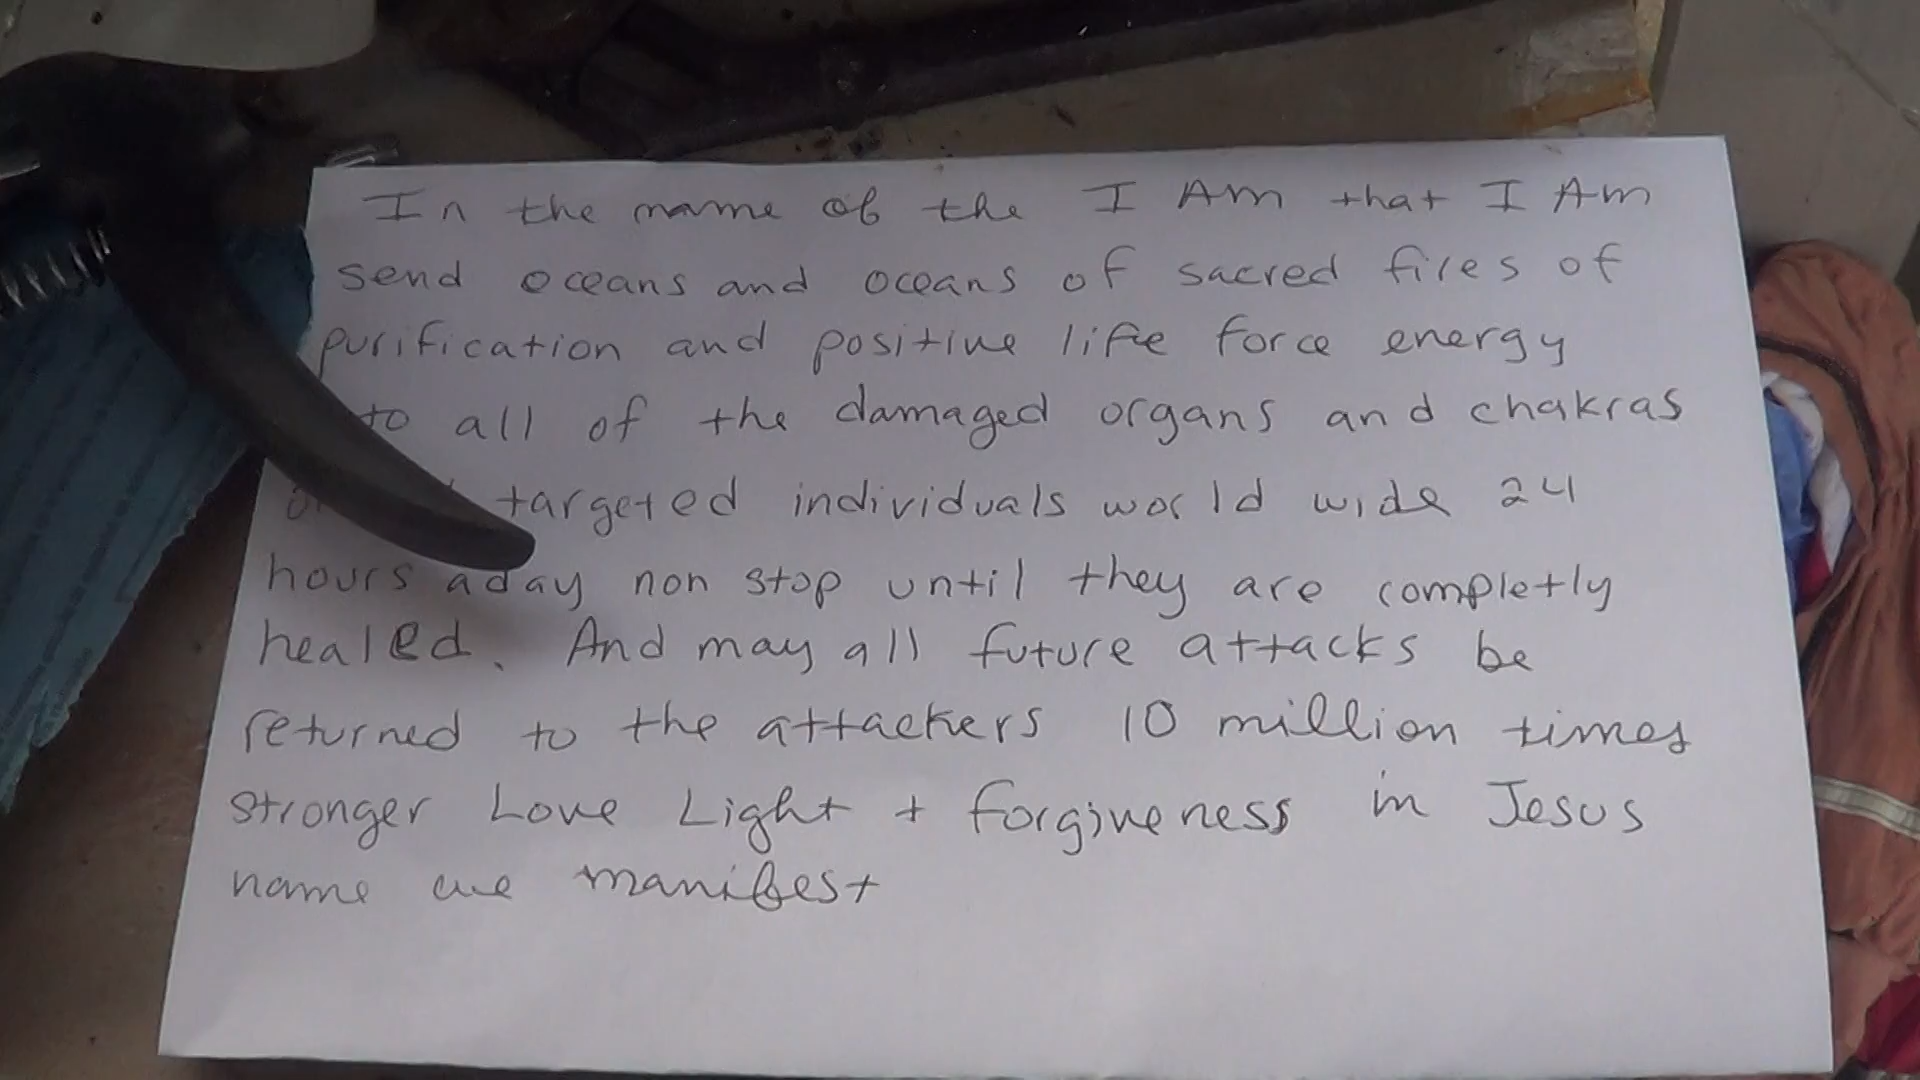 In the name of the I Am that I Am
send oceans and oceans of sacred fires of
purification and positive life force energy
to all of the damaged organs and chakras
targeted individuals world wide 24
hours a day non stop until they are completly
healed. And may all future attacks be
returned to the attackers 10 million times
stronger Love Light + forgiveness in Jesus
name we manifest